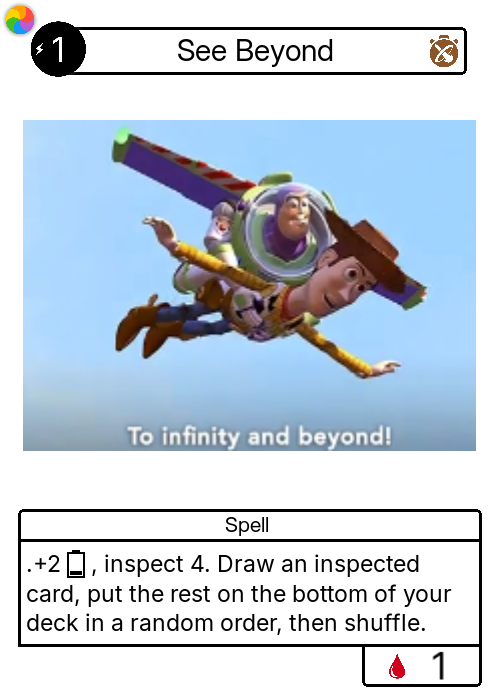 1
See Beyond
To infinity and beyond!
Spell
.+2 , inspect 4. Draw an inspected
card, put the rest on the bottom of your
deck in a random order, then shuffle.
1